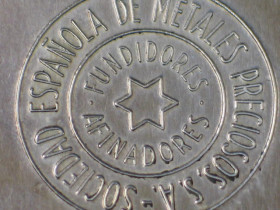 SOCIEDAD ESPAÑOLA DE METALES PRECIOSOS. S.A.-
· FUNDIDORES ·
AFINADORES